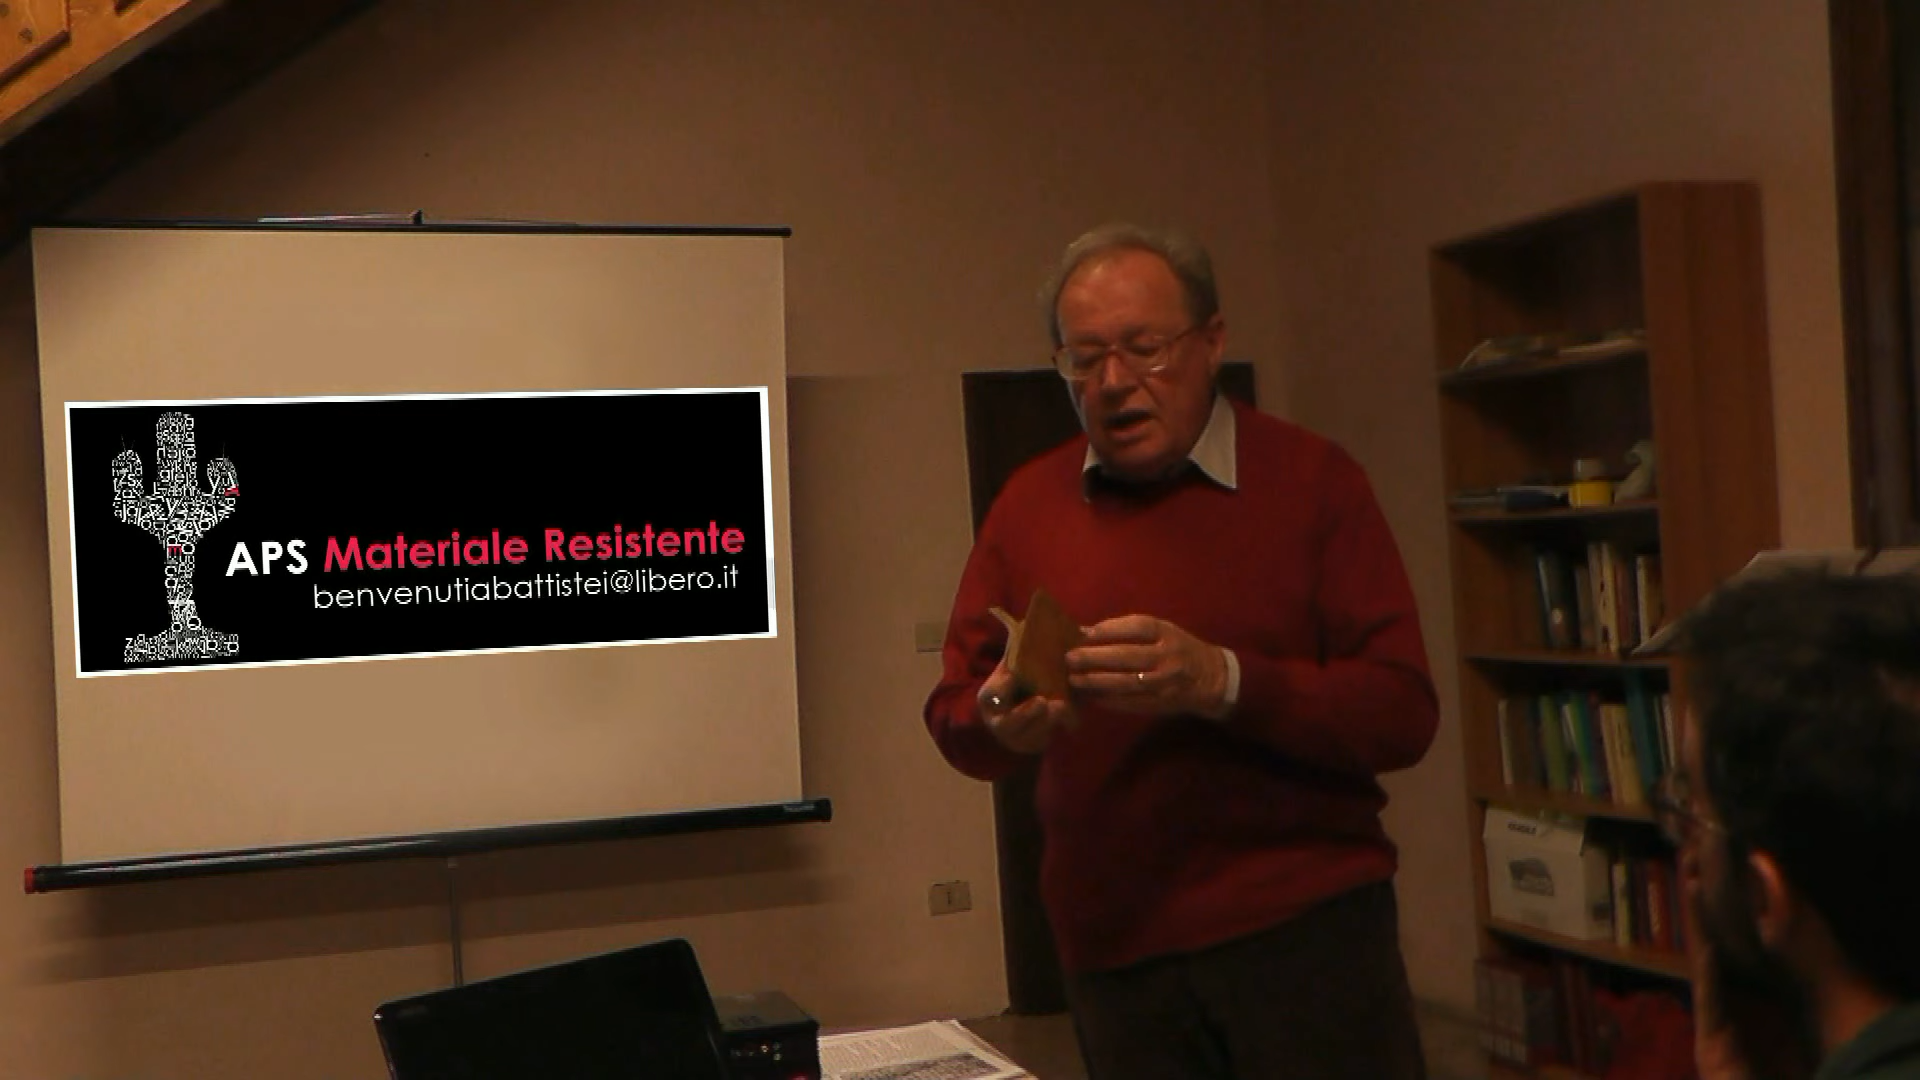 APS Materiale Resistente
benvenutiabattistei@libero.it